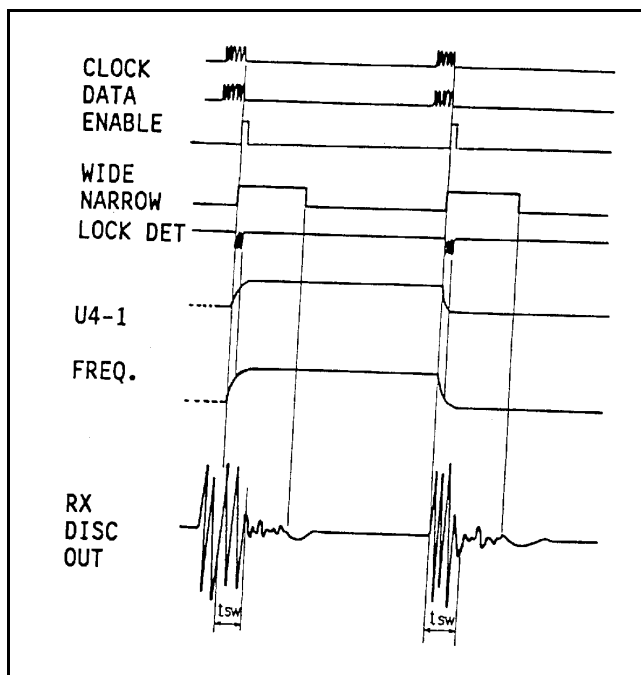 CLOCK
DATA
ENABLE
WIDE
NARROW
LOCK DET
U4-1
FREQ.
RX
DISC
OUT
tsw
tsw